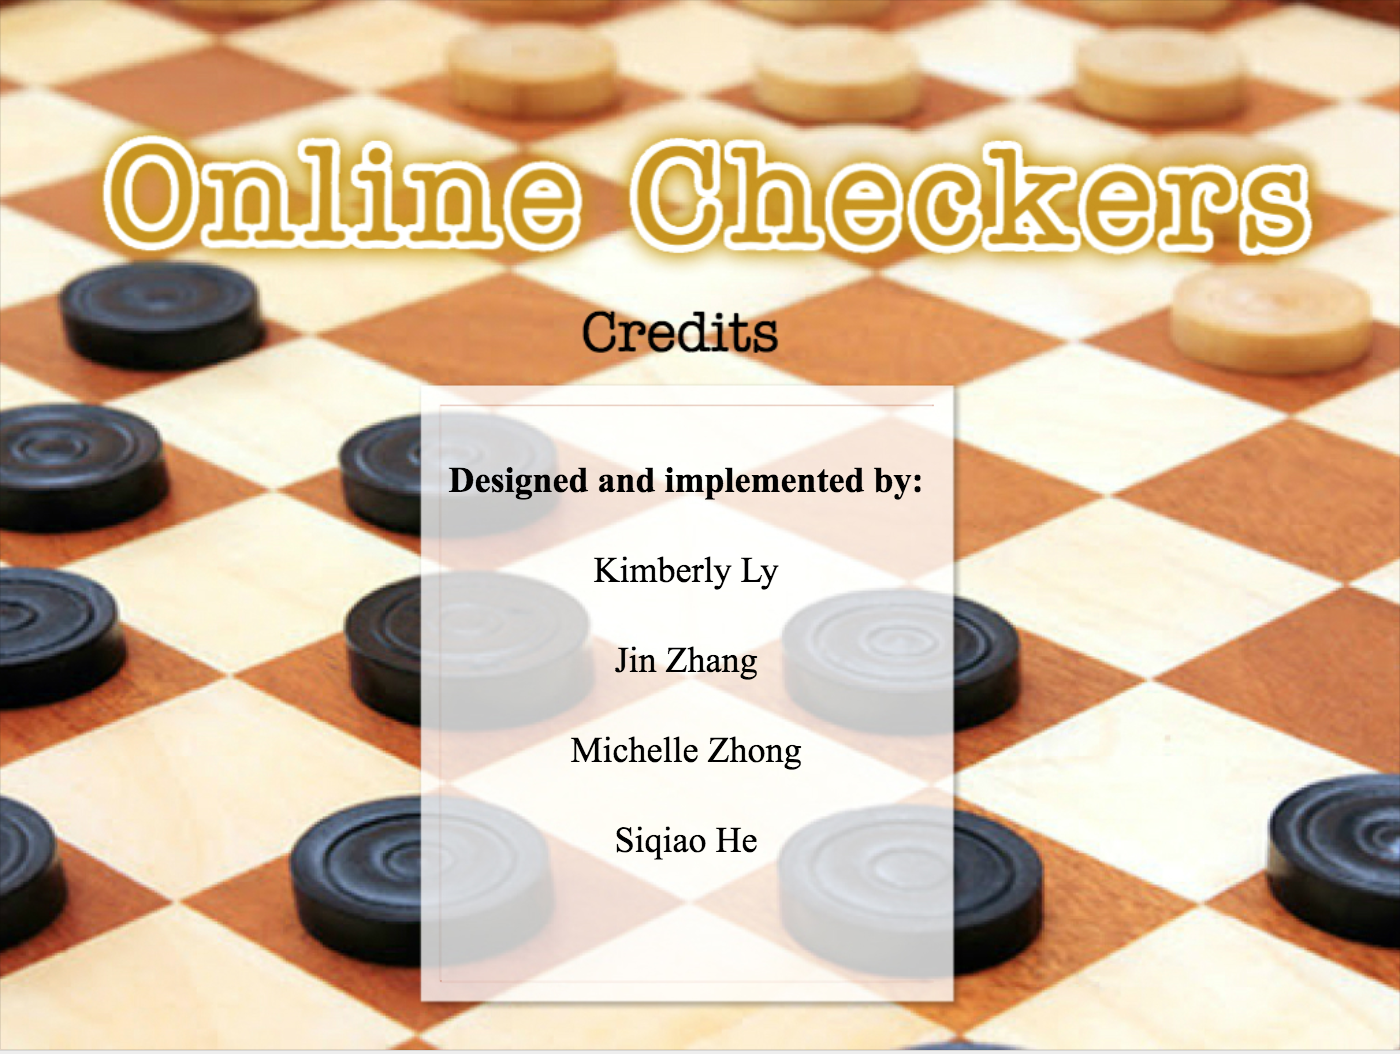 Online Checkers
Credits
Designed and implemented by:
Kimberly Ly
Jin Zhang
Michelle Zhong
Siqiao He